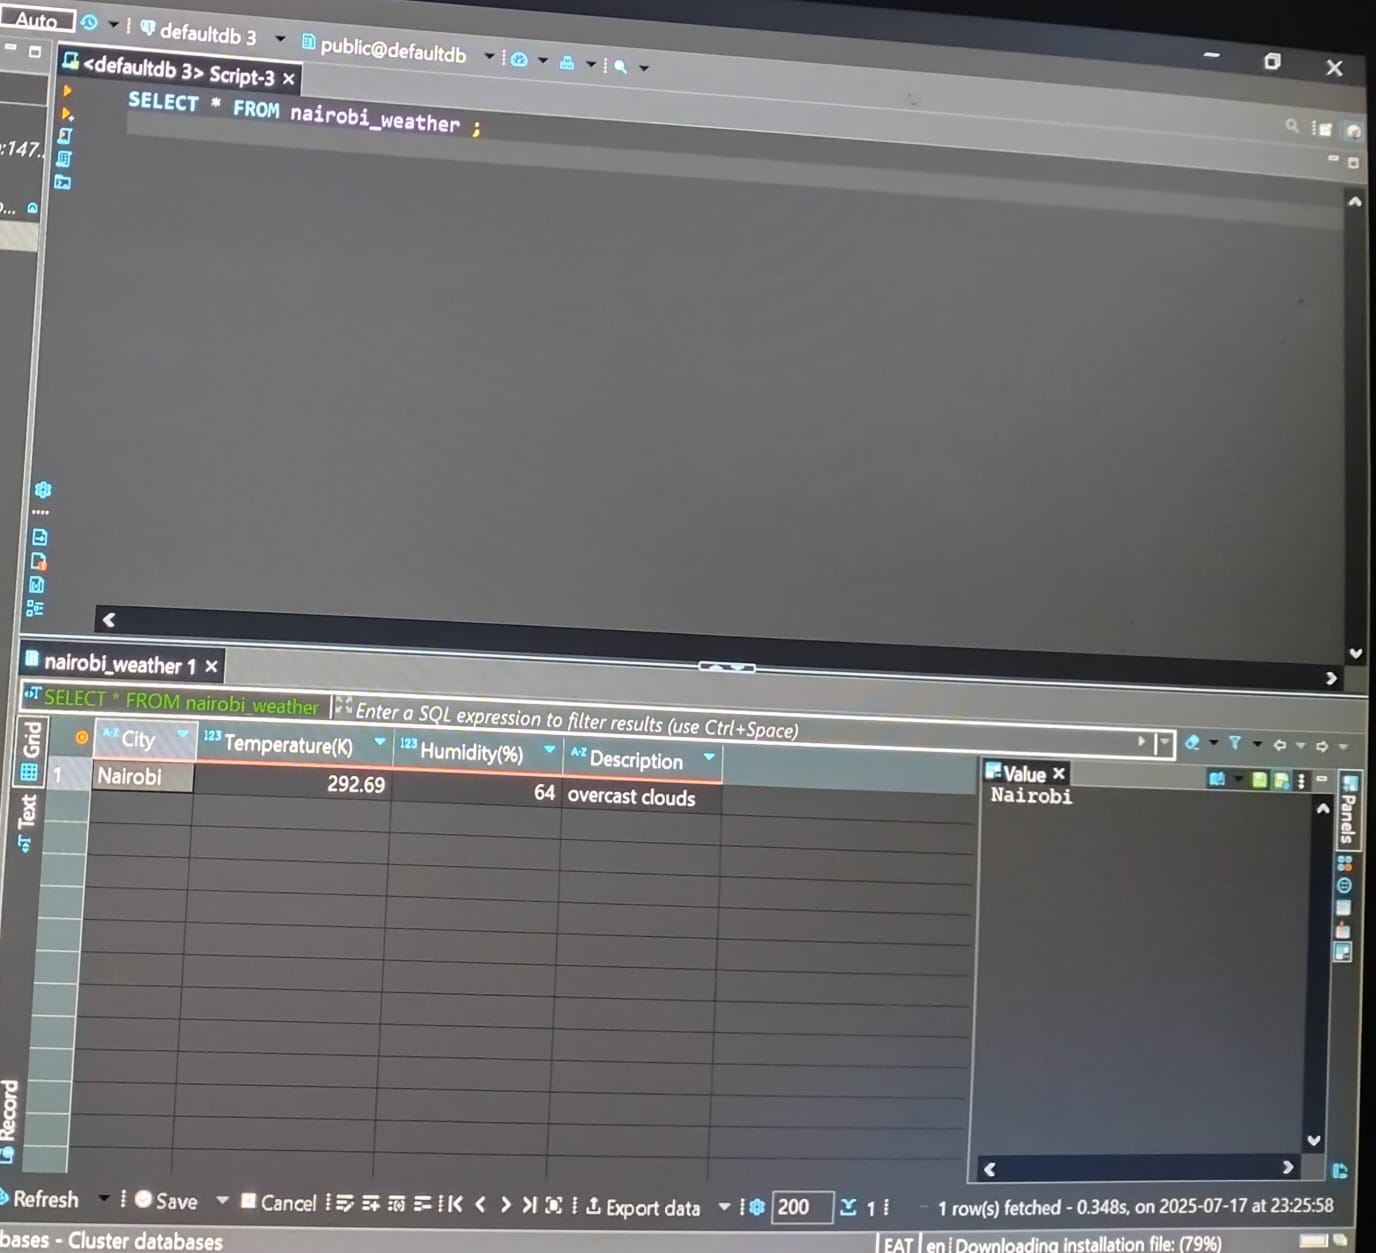 Auto defaultdb 3 public@defaultdb
<defaultdb 3> Script-3
SELECT * FROM nairobi_weather ;
:147..
nairobi_weather 1
SELECT * FROM nairobi_weather Enter a SQL expression to filter results (use Ctrl+Space)
Grid
Text
Record
A-Z City 123 Temperature(K) 123 Humidity(%) A-Z Description
1 Nairobi 292.69 64 overcast clouds
Value
Nairobi
Panels
Refresh Save Cancel Export data 200 1 1 row(s) fetched - 0.348s, on 2025-07-17 at 23:25:58
bases - Cluster databases EAT en Downloading installation file: (79%)